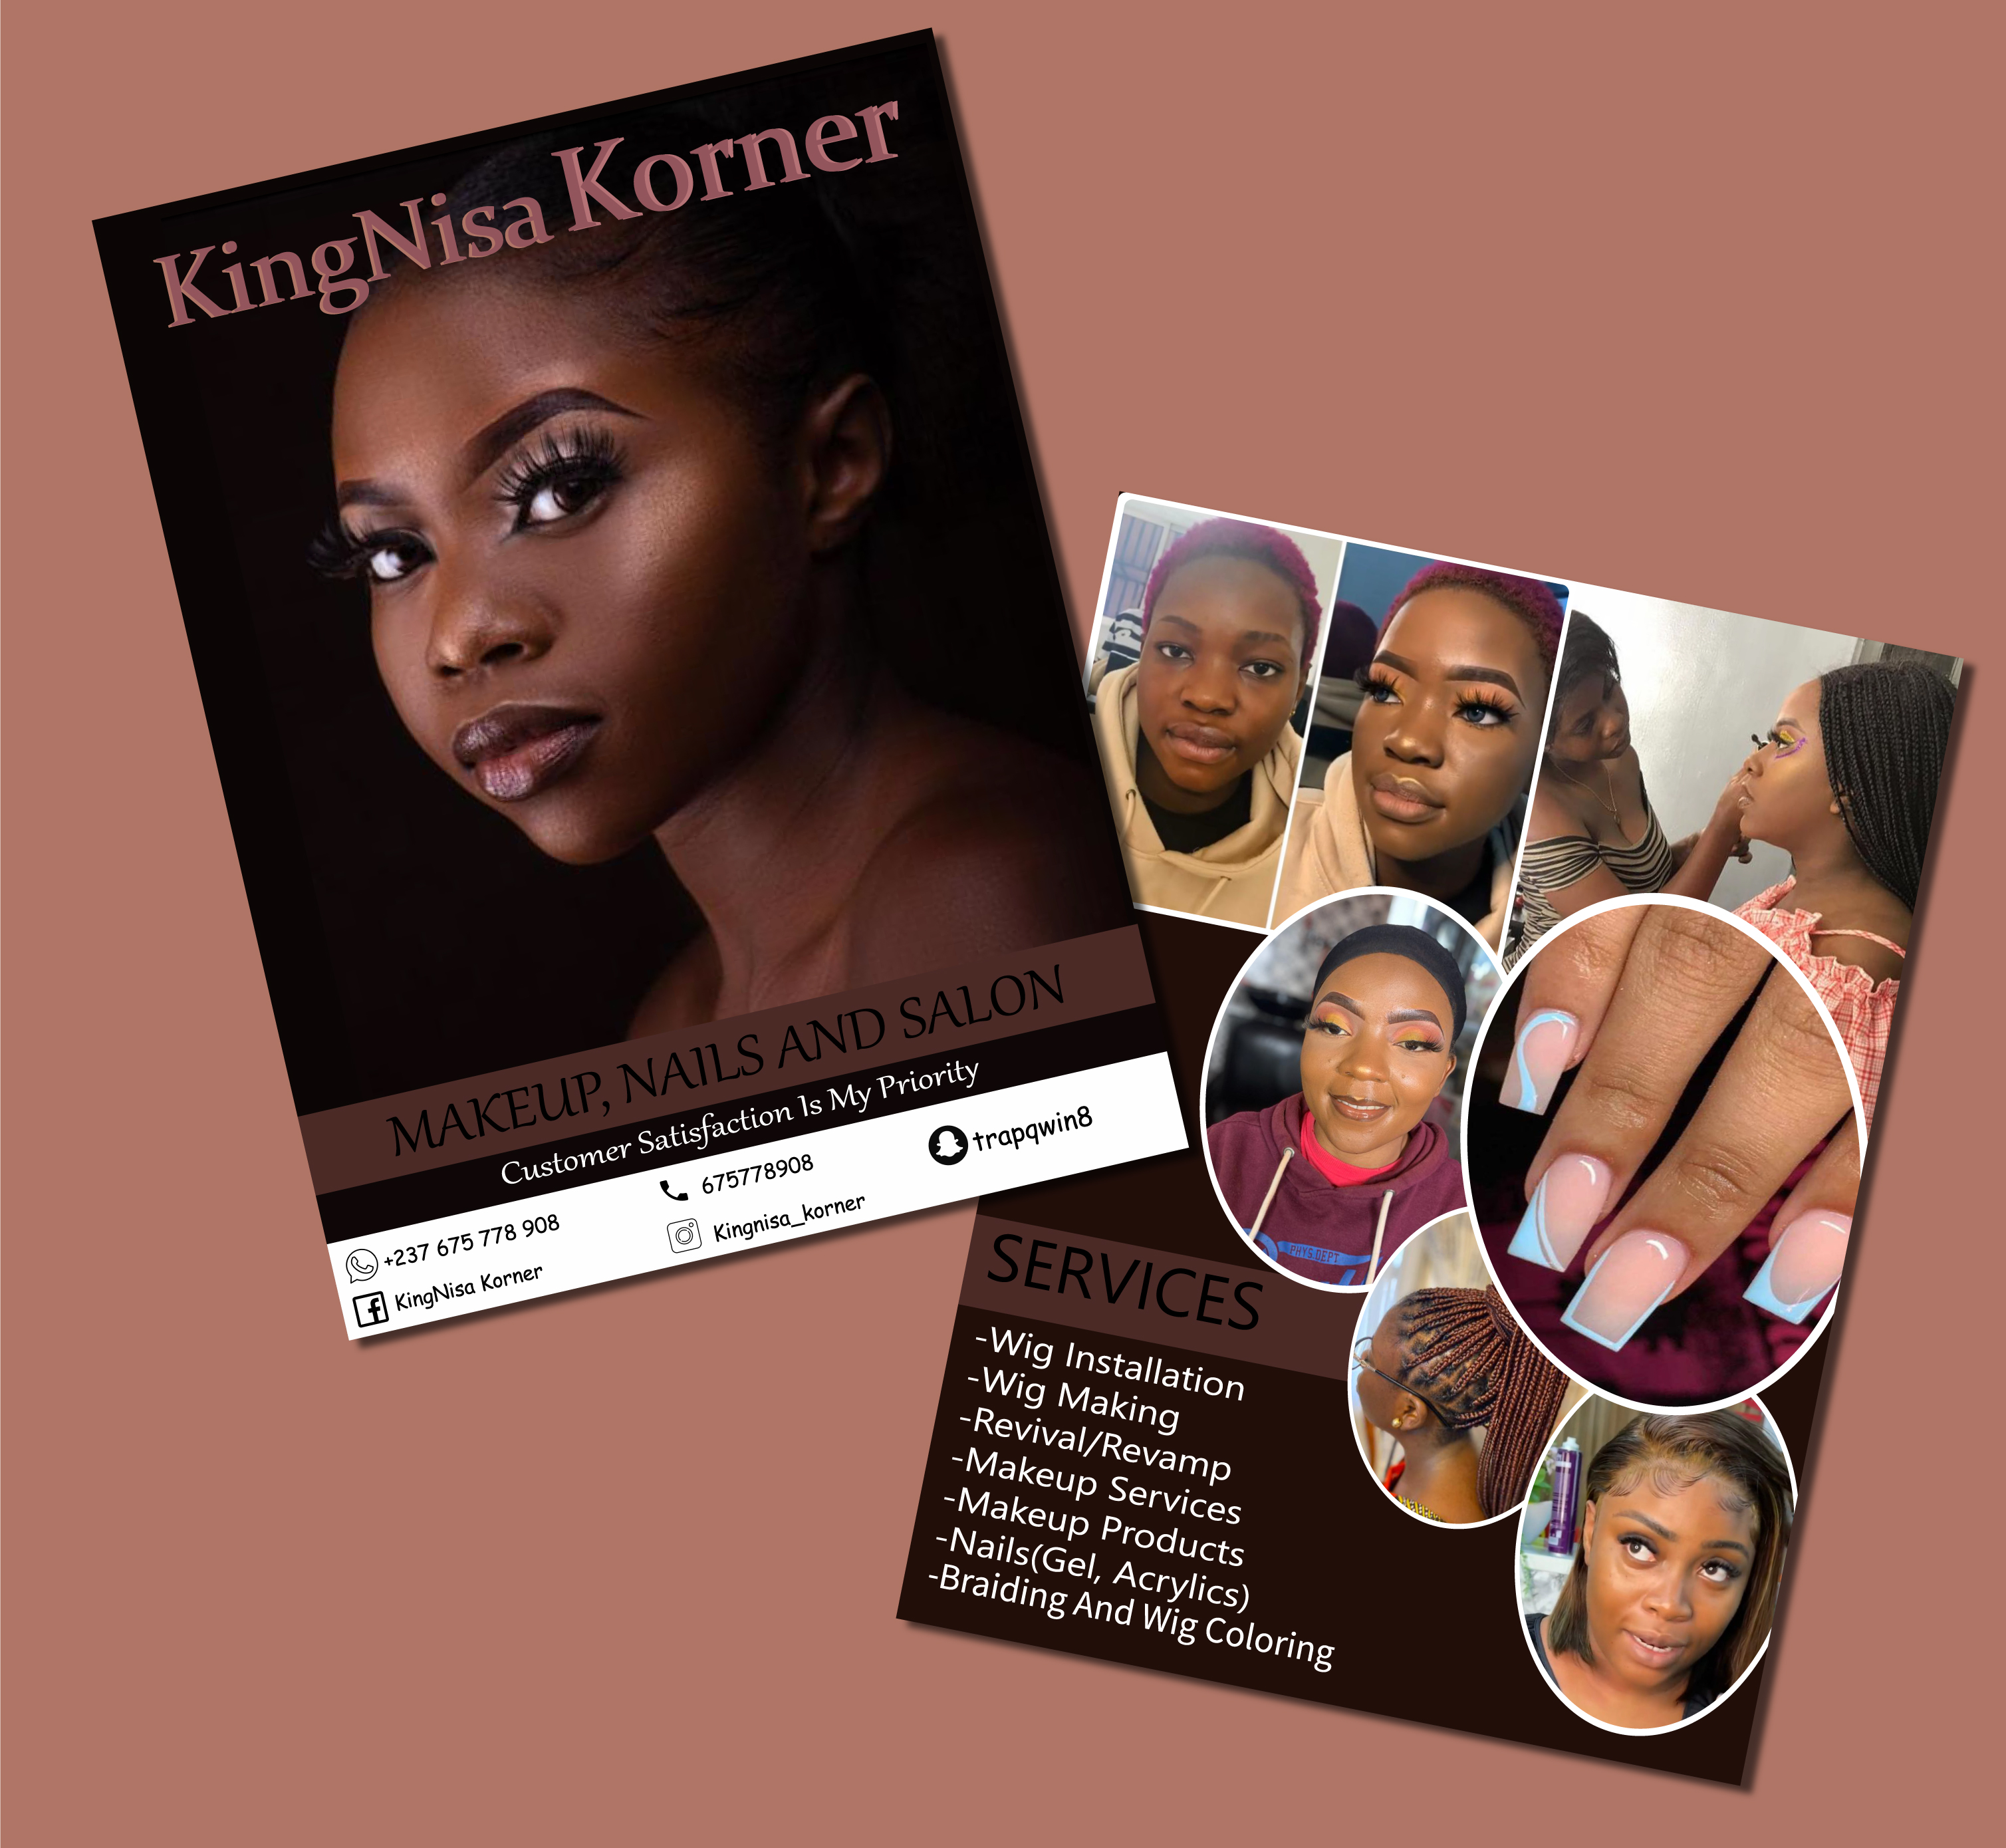 KingNisa Korner
MAKEUP, NAILS AND SALON
Customer Satisfaction Is My Priority
+237 675 778 908
675778908
trapqwin8
KingNisa Korner
Kingnisa_korner
PHYS DEPT
SERVICES
-Wig Installation
-Wig Making
-Revival/Revamp
-Makeup Services
-Makeup Products
-Nails(Gel, Acrylics)
-Braiding And Wig Coloring